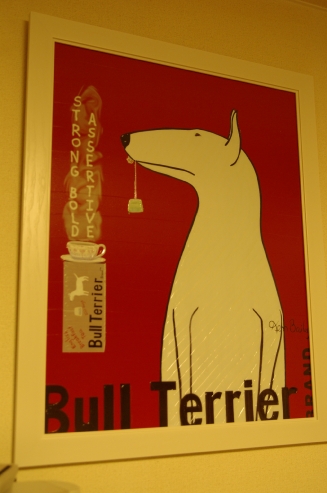 STRONG BOLD
ASSERTIVE
Bull Terrier
Bull Terrier
BRAND